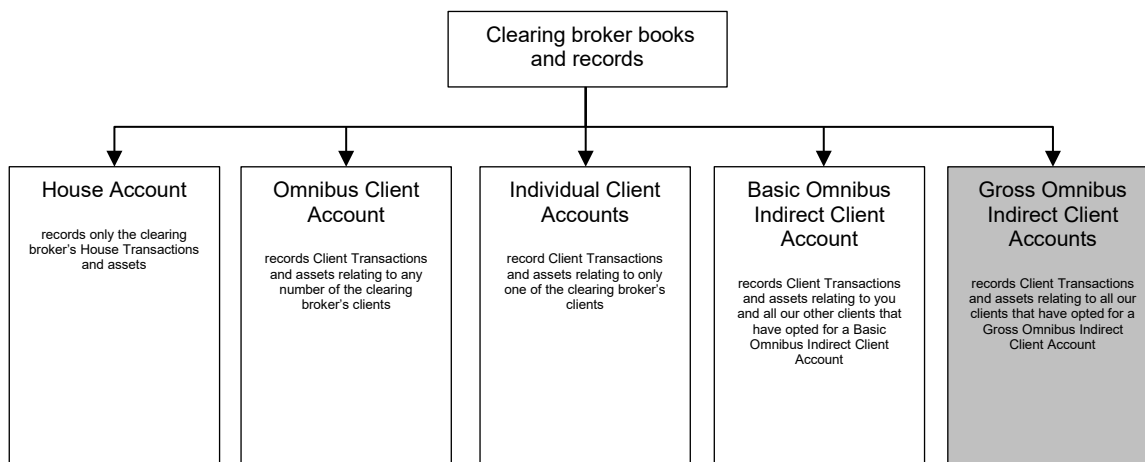 Clearing broker books
and records
House Account
records only the clearing
broker’s House Transactions
and assets
Omnibus Client
Account
records Client Transactions
and assets relating to any
number of the clearing
broker’s clients
Individual Client
Accounts
record Client Transactions
and assets relating to only
one of the clearing broker’s
clients
Basic Omnibus
Indirect Client
Account
records Client Transactions
and assets relating to you
and all our other clients that
have opted for a Basic
Omnibus Indirect Client
Account
Gross Omnibus
Indirect Client
Accounts
records Client Transactions
and assets relating to all our
clients that have opted for a
Gross Omnibus Indirect
Client Account